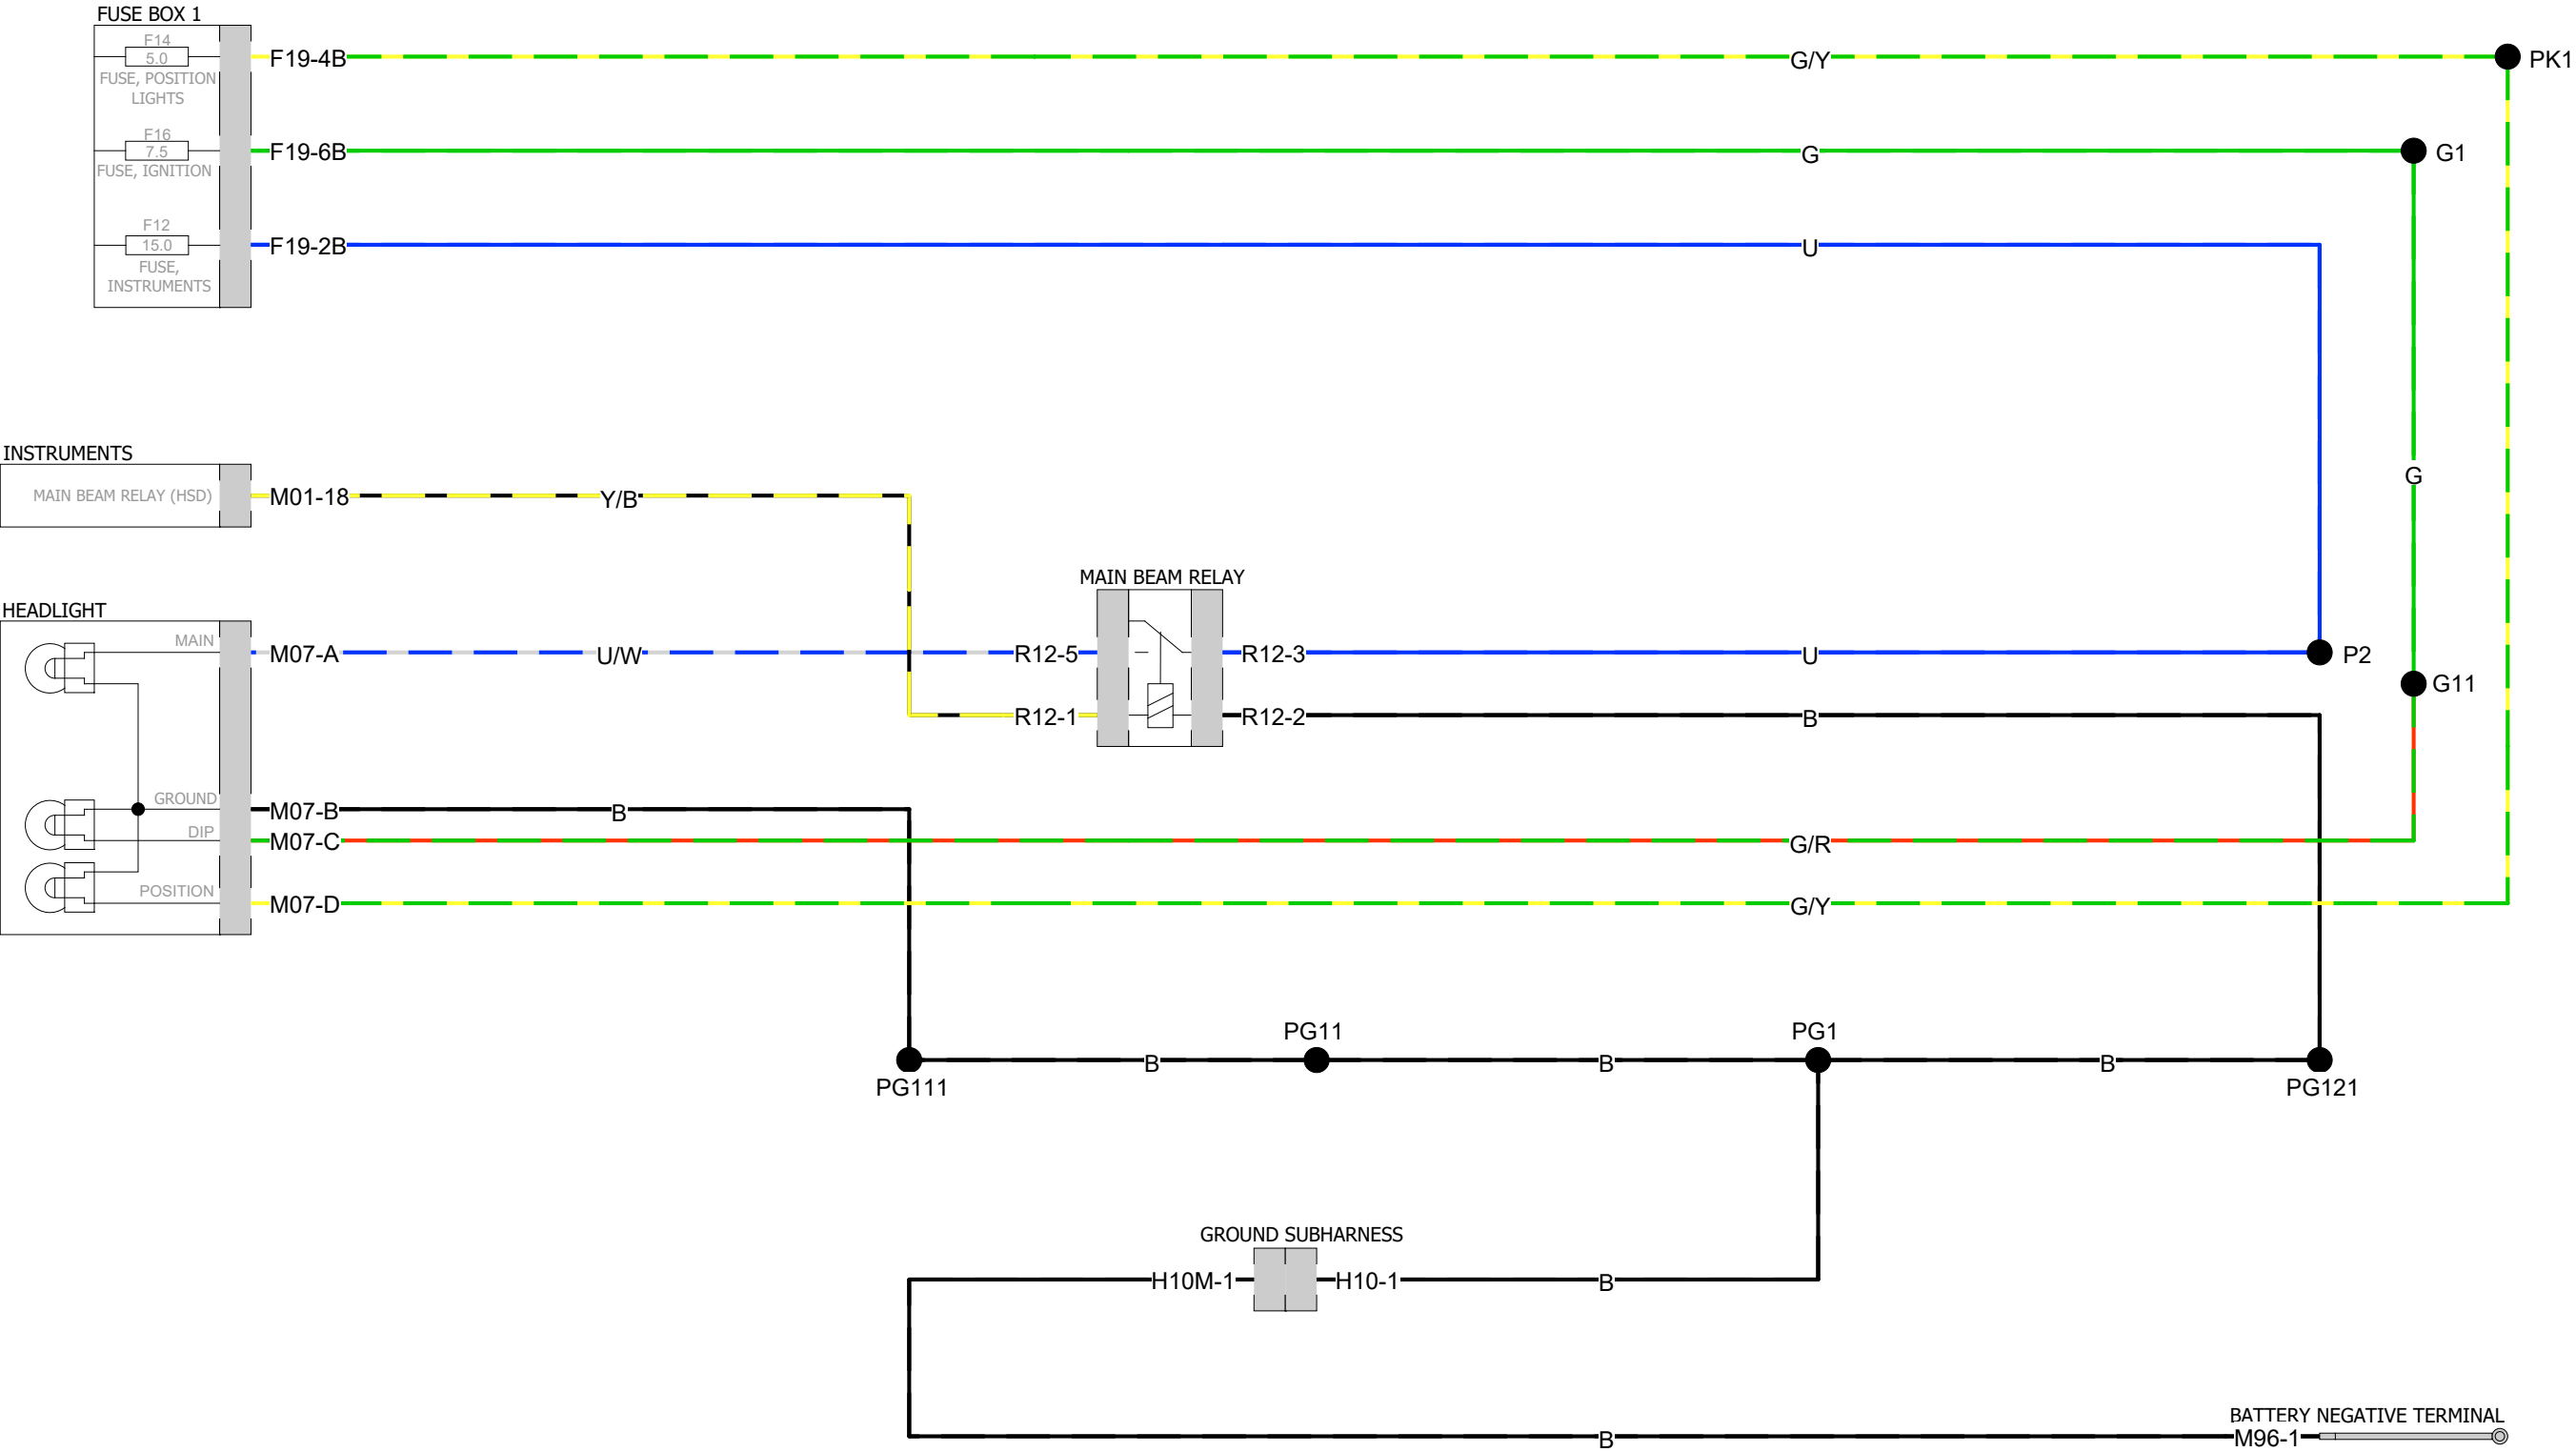 FUSE BOX 1
F14
5.0
FUSE, POSITION
LIGHTS
F19-4B
G/Y
PK1
F16
7.5
FUSE, IGNITION
F19-6B
G
G1
F12
15.0
FUSE,
INSTRUMENTS
F19-2B
U
G
INSTRUMENTS
MAIN BEAM RELAY (HSD)
M01-18
Y/B
MAIN BEAM RELAY
HEADLIGHT
MAIN
M07-A
U/W
R12-5
R12-3
U
P2
G11
R12-1
R12-2
B
GROUND
M07-B
B
DIP
M07-C
G/R
POSITION
M07-D
G/Y
PG11
PG1
B
B
B
PG111
PG121
GROUND SUBHARNESS
H10M-1
H10-1
B
BATTERY NEGATIVE TERMINAL
B
M96-1